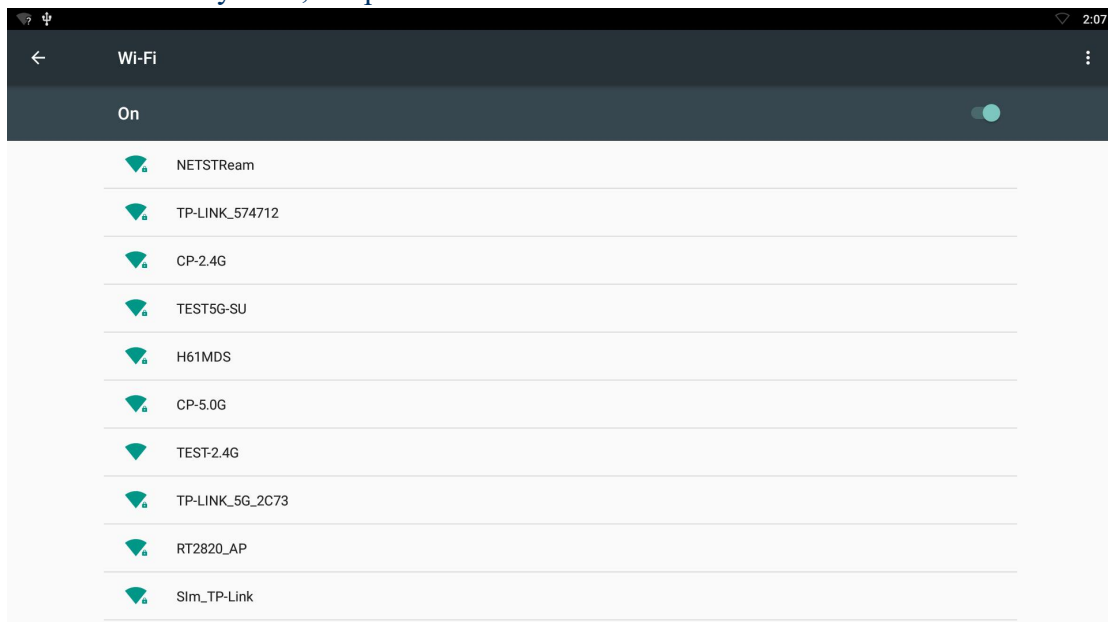 2:07
Wi-Fi
On
NETSTReam
TP-LINK_574712
CP-2.4G
TEST5G-SU
H61MDS
CP-5.0G
TEST-2.4G
TP-LINK_5G_2C73
RT2820_AP
SIm_TP-Link